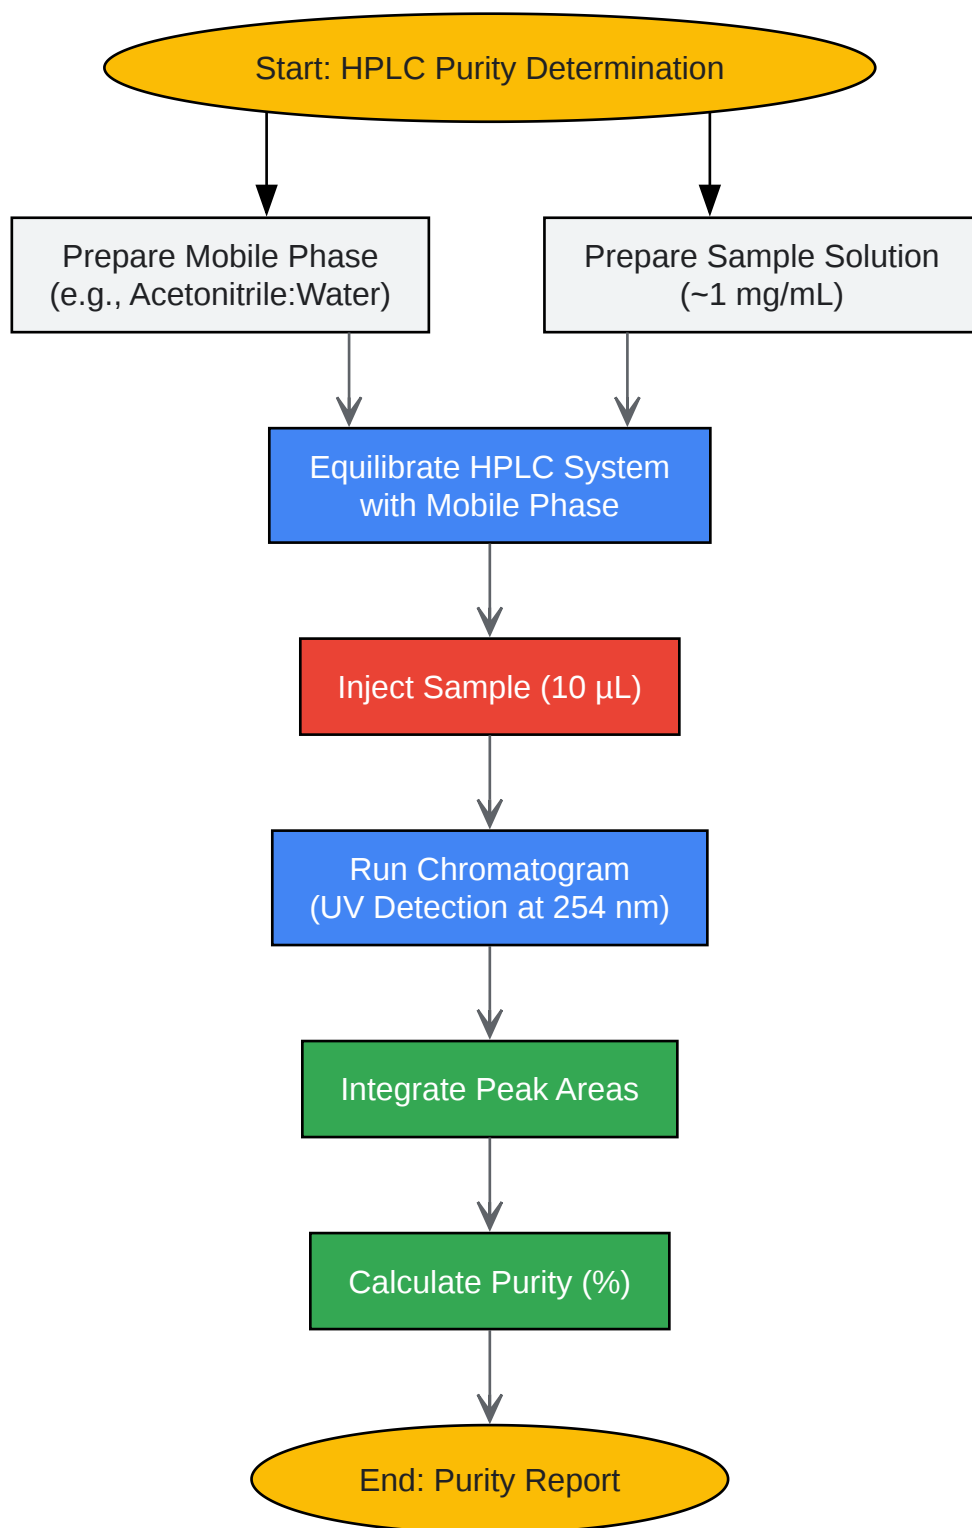 Start: HPLC Purity Determination
Prepare Mobile Phase
(e.g., Acetonitrile:Water)
Prepare Sample Solution
(~1 mg/mL)
Equilibrate HPLC System
with Mobile Phase
Inject Sample (10 µL)
Run Chromatogram
(UV Detection at 254 nm)
Integrate Peak Areas
Calculate Purity (%)
End: Purity Report